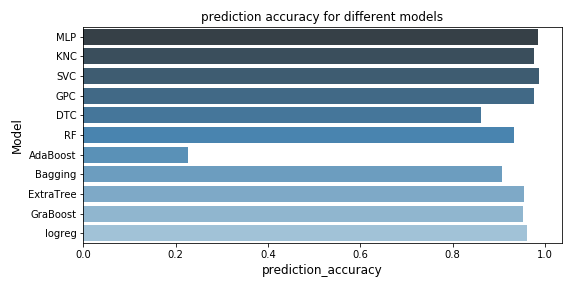 prediction accuracy for different models
Model
MLP
KNC
SVC
GPC
DTC
RF
AdaBoost
Bagging
ExtraTree
GraBoost
logreg
0.0 0.2 0.4 0.6 0.8 1.0
prediction_accuracy